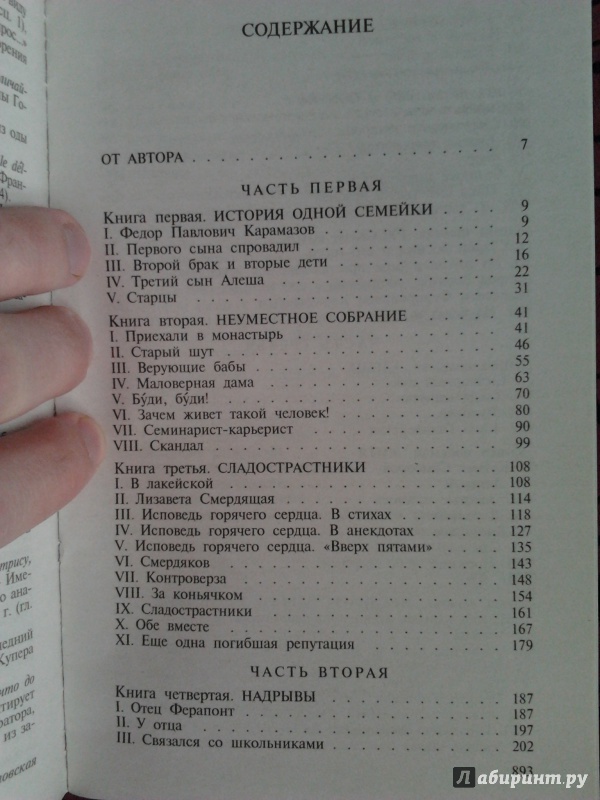 СОДЕРЖАНИЕ
ОТ АВТОРА . . . . . . . . . . . . . . . . 7
ЧАСТЬ ПЕРВАЯ
Книга первая. ИСТОРИЯ ОДНОЙ СЕМЕЙКИ . . . . 9
I. Федор Павлович Карамазов . . . . . . . . 9
II. Первого сына спровадил . . . . . . . . 12
III. Второй брак и вторые дети . . . . . . . 16
IV. Третий сын Алеша . . . . . . . . . . 22
V. Старцы . . . . . . . . . . . . . 31
Книга вторая. НЕУМЕСТНОЕ СОБРАНИЕ . . . . . 41
I. Приехали в монастырь . . . . . . . . . 41
II. Старый шут . . . . . . . . . . . . 46
III. Верующие бабы . . . . . . . . . . . 55
IV. Маловерная дама . . . . . . . . . . 63
V. Бу́ди, бу́ди! . . . . . . . . . . . . 70
VI. Зачем живет такой человек! . . . . . . . 80
VII. Семинарист-карьерист . . . . . . . . . 90
VIII. Скандал . . . . . . . . . . . . . 99
Книга третья. СЛАДОСТРАСТНИКИ . . . . . . . 108
I. В лакейской . . . . . . . . . . . . 108
II. Лизавета Смердящая . . . . . . . . . 114
III. Исповедь горячего сердца. В стихах . . . . 118
IV. Исповедь горячего сердца. В анекдотах . . . 127
V. Исповедь горячего сердца. «Вверх пятами» . . 135
VI. Смердяков . . . . . . . . . . . . 143
VII. Контроверза . . . . . . . . . . . . 148
VIII. За коньячком . . . . . . . . . . . 154
IX. Сладострастники . . . . . . . . . . . 161
X. Обе вместе . . . . . . . . . . . . 167
XI. Еще одна погибшая репутация . . . . . . . 179
ЧАСТЬ ВТОРАЯ
Книга четвертая. НАДРЫВЫ . . . . . . . . . 187
I. Отец Ферапонт . . . . . . . . . . . 187
II. У отца . . . . . . . . . . . . . 197
III. Связался со школьниками . . . . . . . . 202
893
Лабиринт.ру